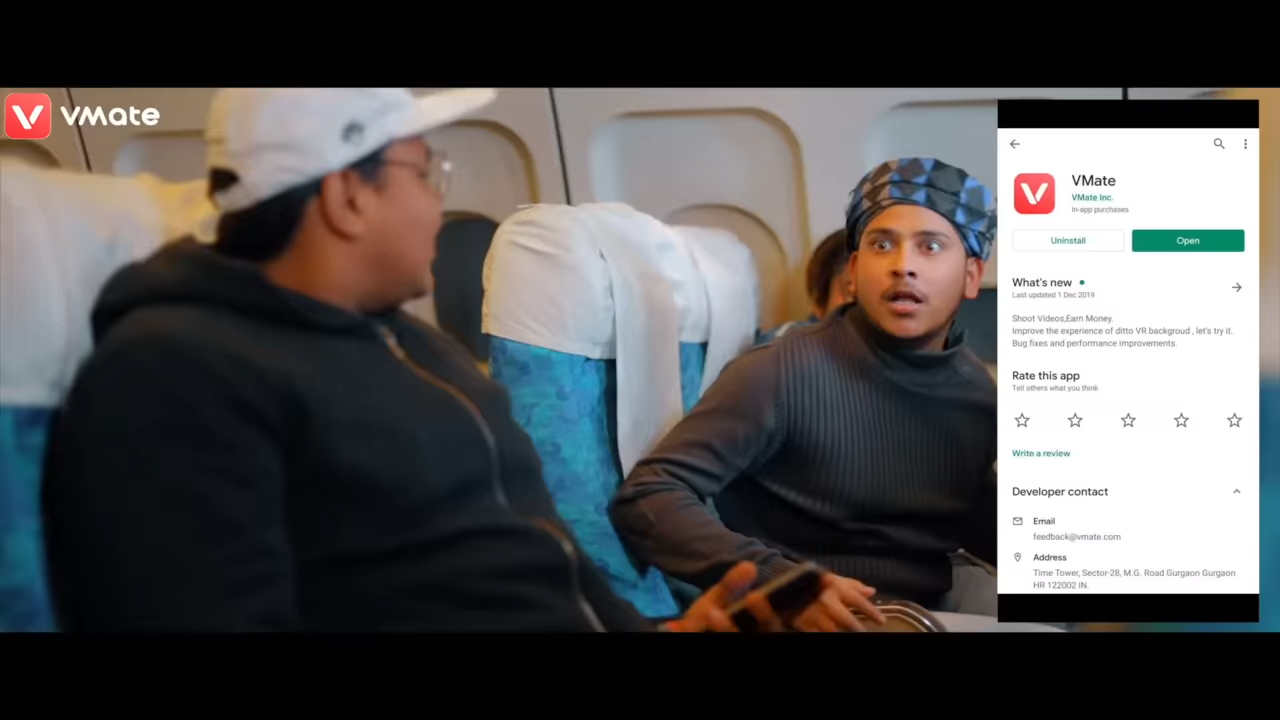 VMate
VMate
VMate Inc.
In-app purchases
Uninstall
Open
What's new
Last updated 1 Dec 2019
Shoot Videos,Earn Money.
Improve the experience of ditto VR backgroud , let's try it.
Bug fixes and performance improvements.
Rate this app
Tell others what you think
Write a review
Developer contact
Email
feedback@vmate.com
Address
Time Tower, Sector-28, M.G. Road Gurgaon Gurgaon
HR 122002 IN.